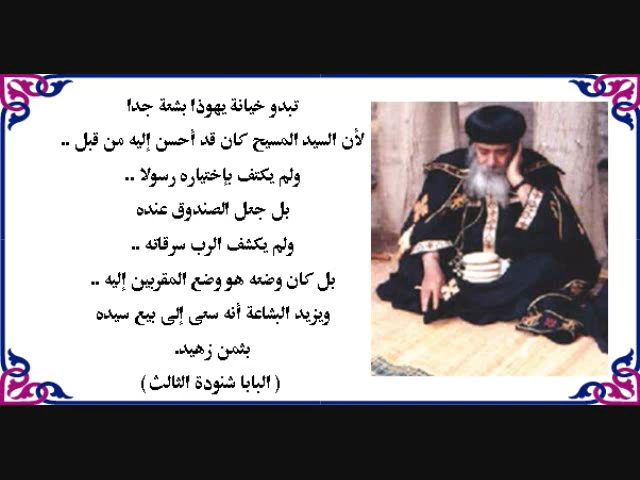 تبدو خيانة يهوذا بشعة جدا
لأن السيد المسيح كان قد أحسن إليه من قبل ..
ولم يكتف بإختياره رسولا ..
بل جعل الصندوق عنده
ولم يكشف الرب سرقاته ..
بل كان وضعه هو وضع المقربين إليه ..
ويزيد البشاعة أنه سعى إلى بيع سيده
بثمن زهيد.
( البابا شنودة الثالث )